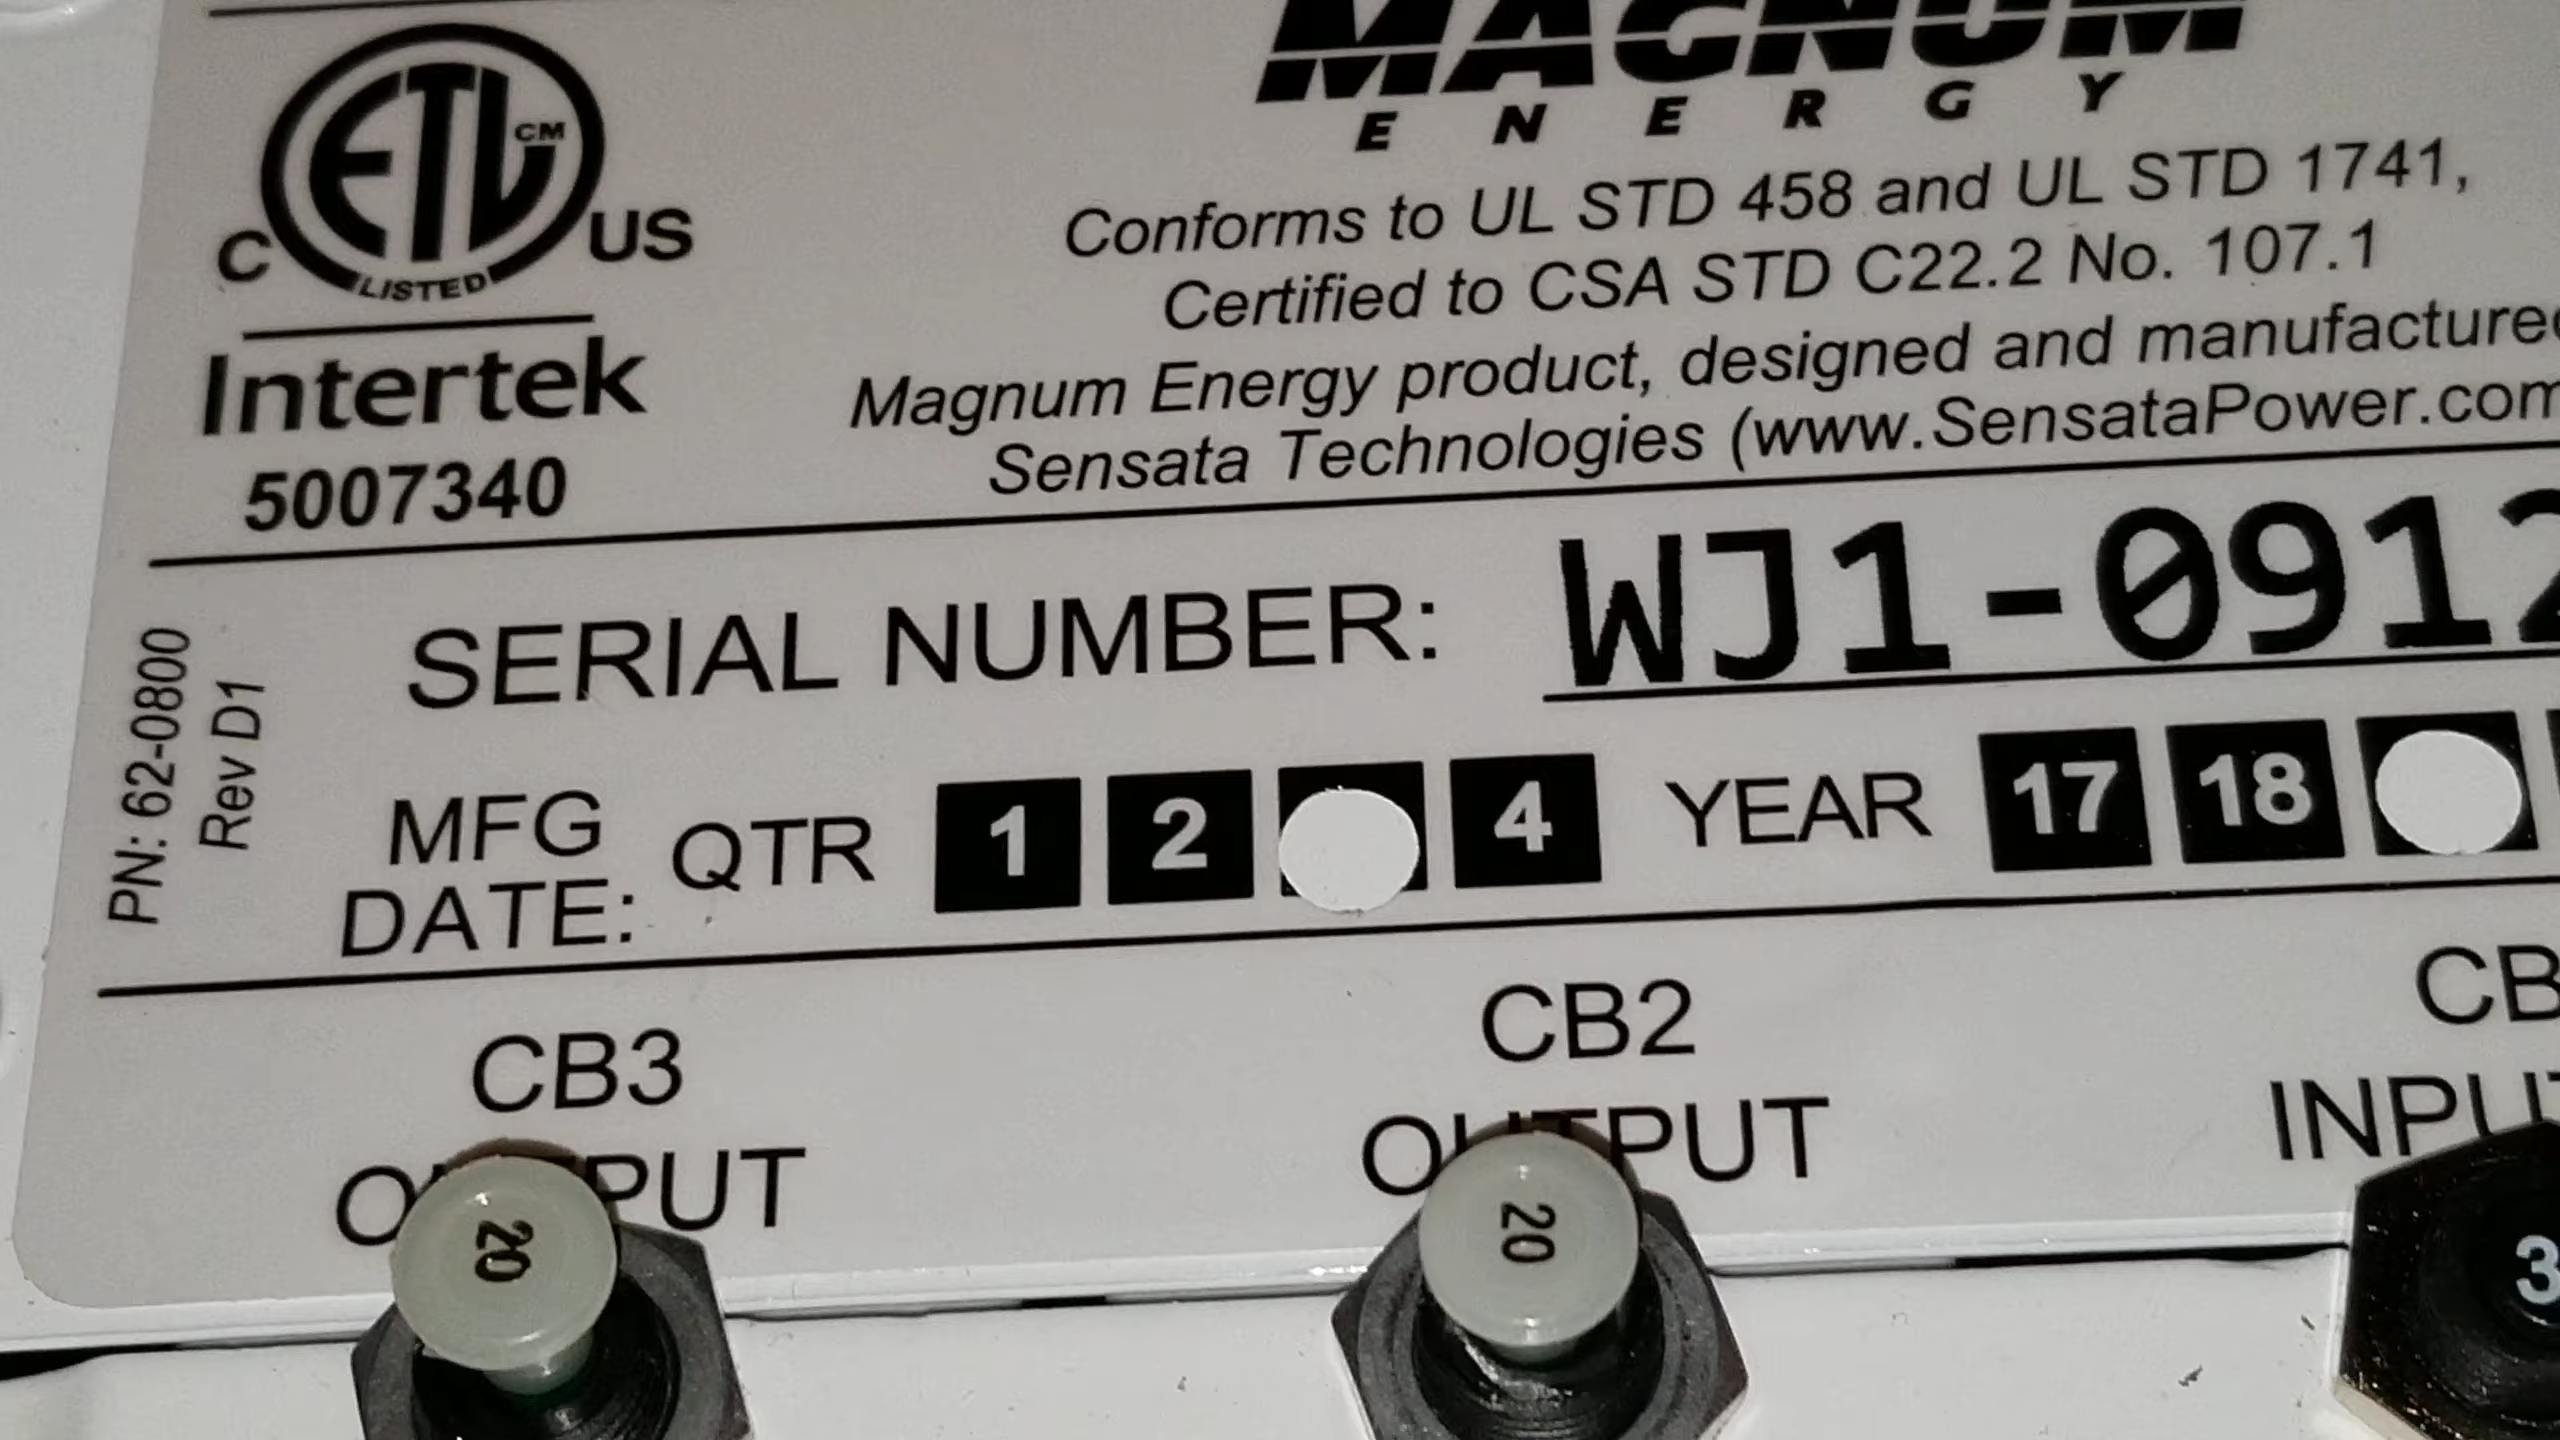 MAGNUM
ENERGY
ETL CM
C US
LISTED
Intertek
5007340
Conforms to UL STD 458 and UL STD 1741,
Certified to CSA STD C22.2 No. 107.1
Magnum Energy product, designed and manufactured
Sensata Technologies (www.SensataPower.com
PN: 62-0800
Rev D1
SERIAL NUMBER: WJ1-0912
MFG DATE: QTR 1 2 4 YEAR 17 18
CB3
OUTPUT
CB2
OUTPUT
CB
INPUT
20
20
3